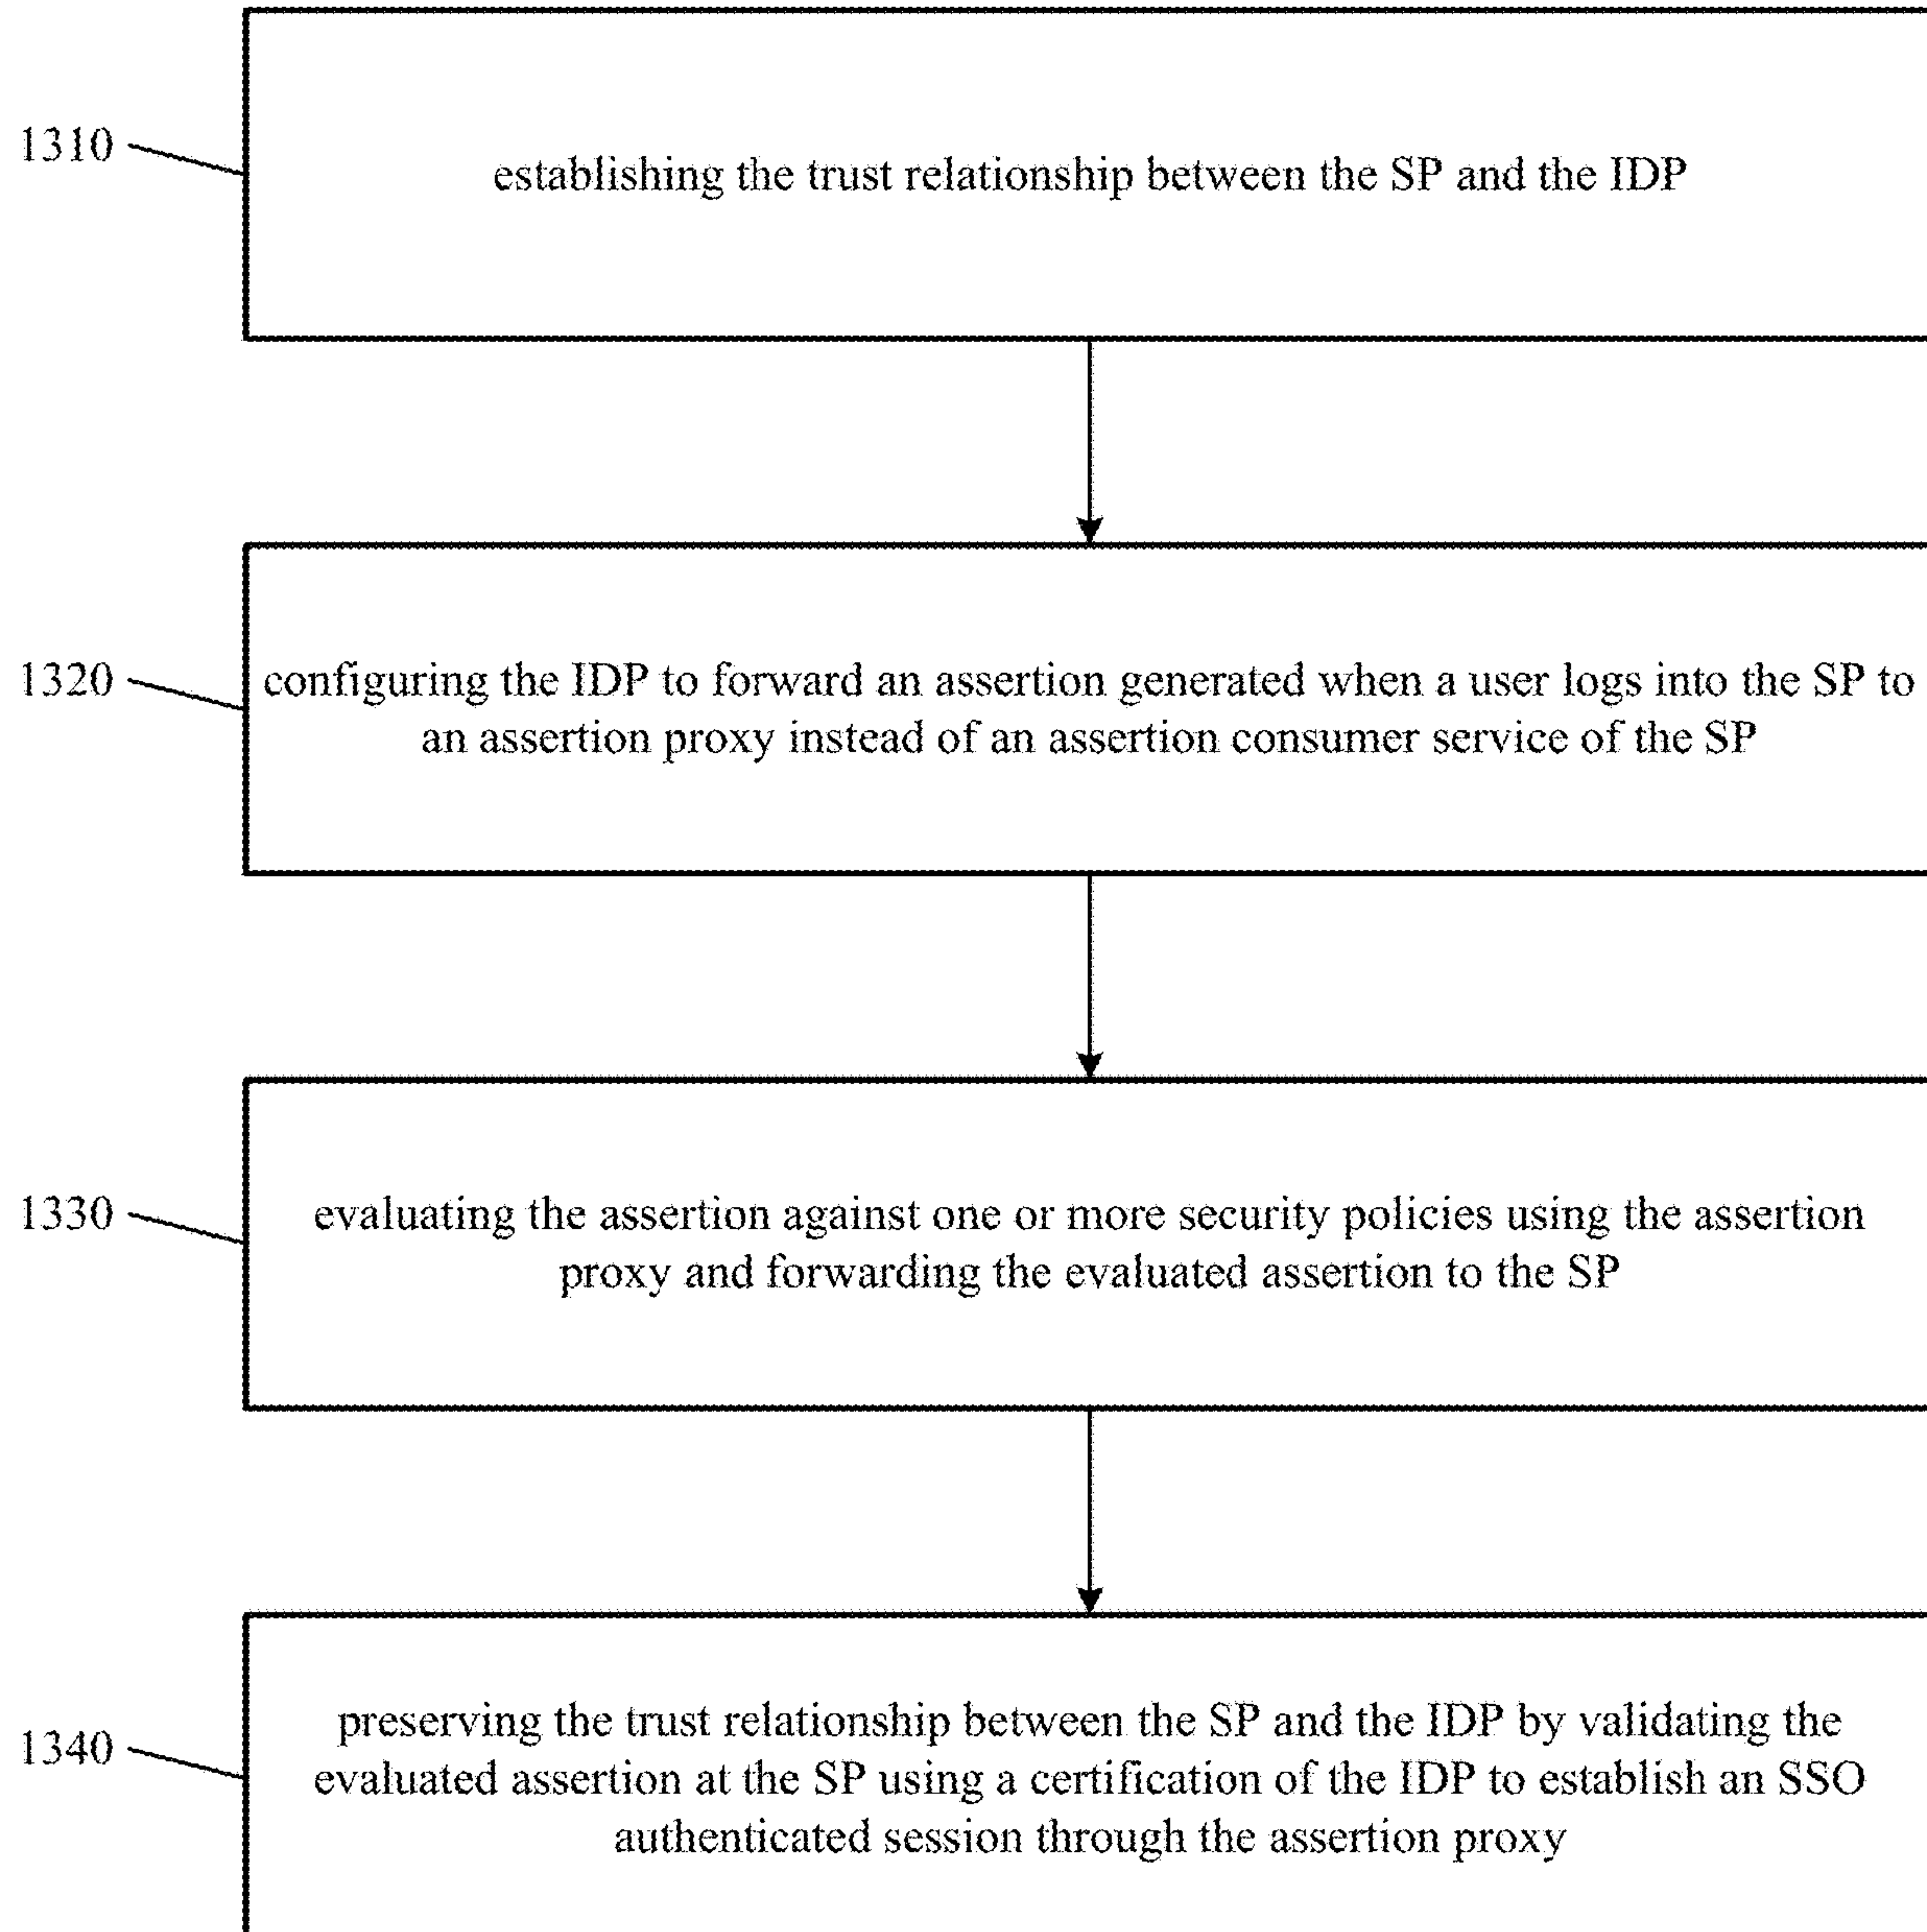 1310
establishing the trust relationship between the SP and the IDP
1320
configuring the IDP to forward an assertion generated when a user logs into the SP to
an assertion proxy instead of an assertion consumer service of the SP
1330
evaluating the assertion against one or more security policies using the assertion
proxy and forwarding the evaluated assertion to the SP
1340
preserving the trust relationship between the SP and the IDP by validating the
evaluated assertion at the SP using a certification of the IDP to establish an SSO
authenticated session through the assertion proxy